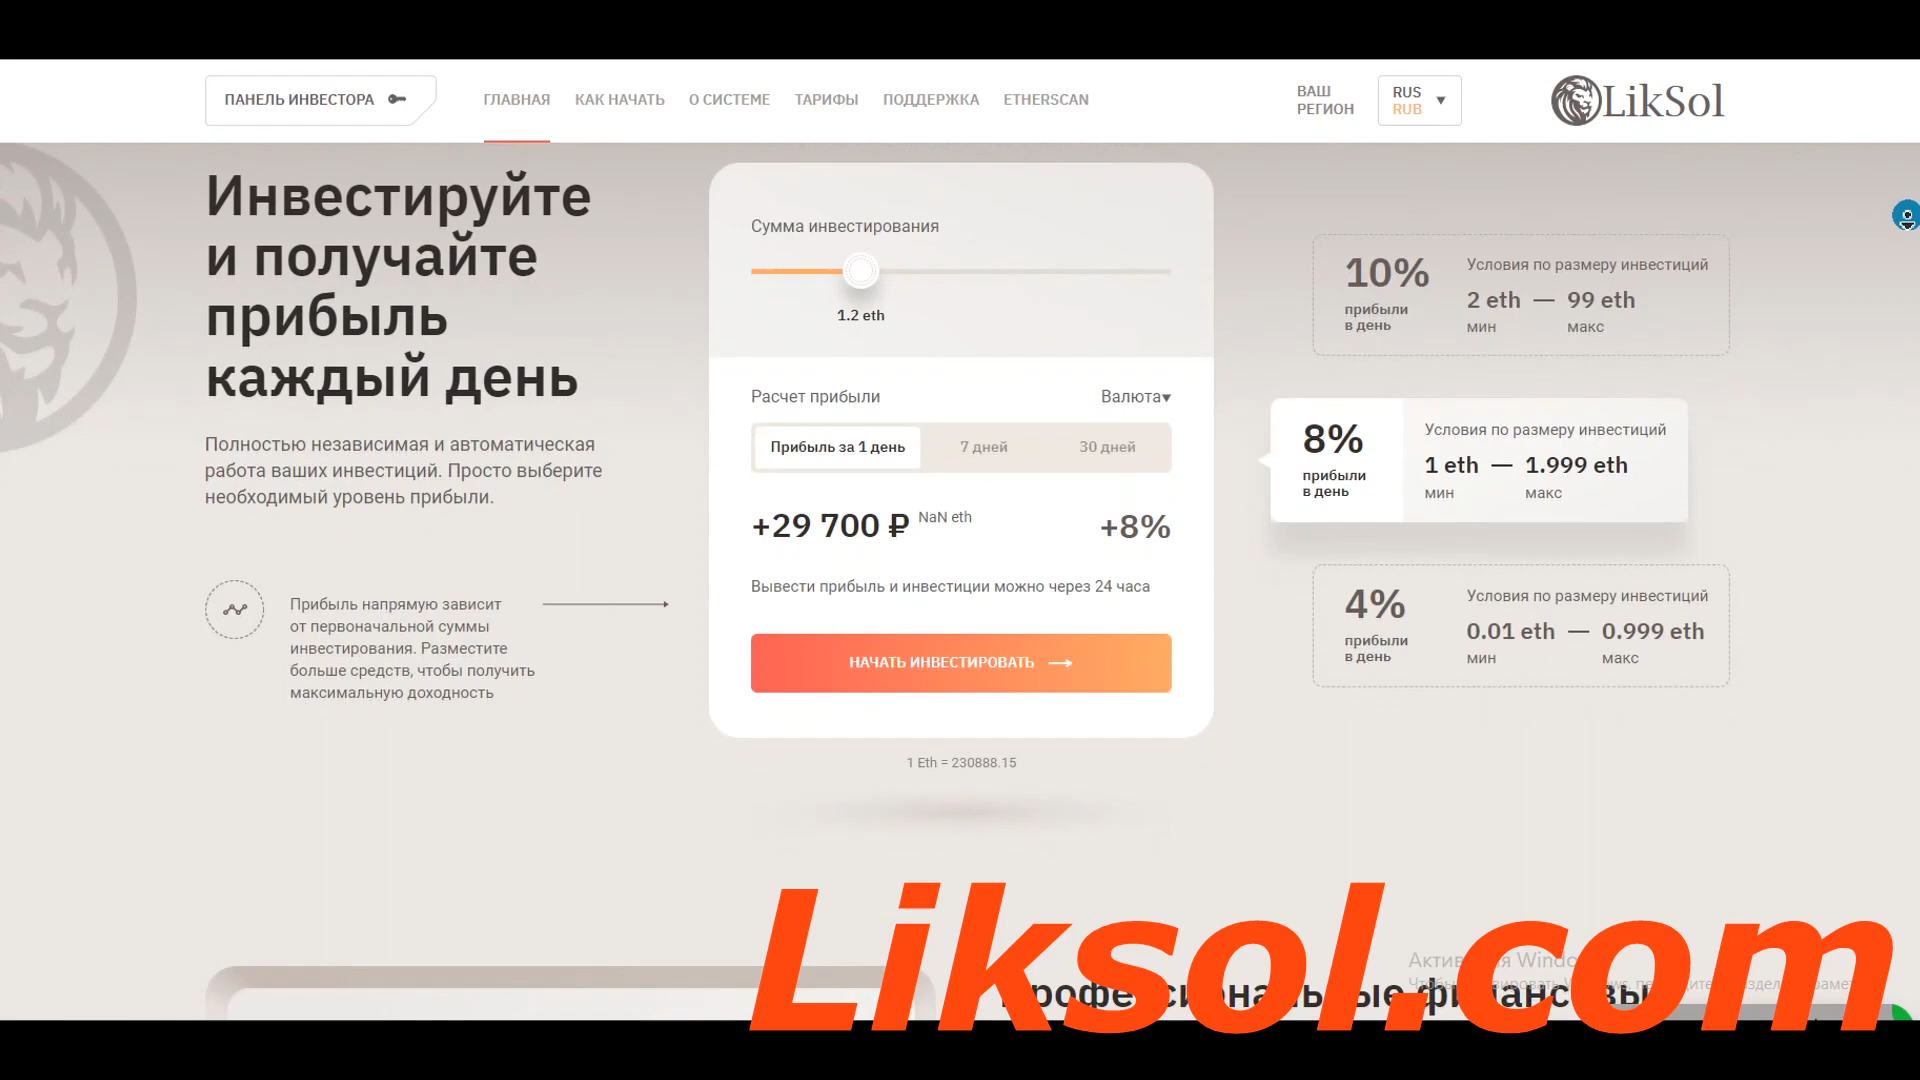 ПАНЕЛЬ ИНВЕСТОРА
ГЛАВНАЯ КАК НАЧАТЬ О СИСТЕМЕ ТАРИФЫ ПОДДЕРЖКА ETHERSCAN
ВАШ
РЕГИОН
RUS
RUB
LikSol
Инвестируйте
и получайте
прибыль
каждый день
Полностью независимая и автоматическая
работа ваших инвестиций. Просто выберите
необходимый уровень прибыли.
Прибыль напрямую зависит
от первоначальной суммы
инвестирования. Разместите
больше средств, чтобы получить
максимальную доходность
Сумма инвестирования
1.2 eth
Расчет прибыли Валюта▾
Прибыль за 1 день 7 дней 30 дней
+29 700 ₽ NaN eth +8%
Вывести прибыль и инвестиции можно через 24 часа
НАЧАТЬ ИНВЕСТИРОВАТЬ
1 Eth = 230888.15
10%
прибыли
в день
Условия по размеру инвестиций
2 eth — 99 eth
мин макс
8%
прибыли
в день
Условия по размеру инвестиций
1 eth — 1.999 eth
мин макс
4%
прибыли
в день
Условия по размеру инвестиций
0.01 eth — 0.999 eth
мин макс
Liksol.com